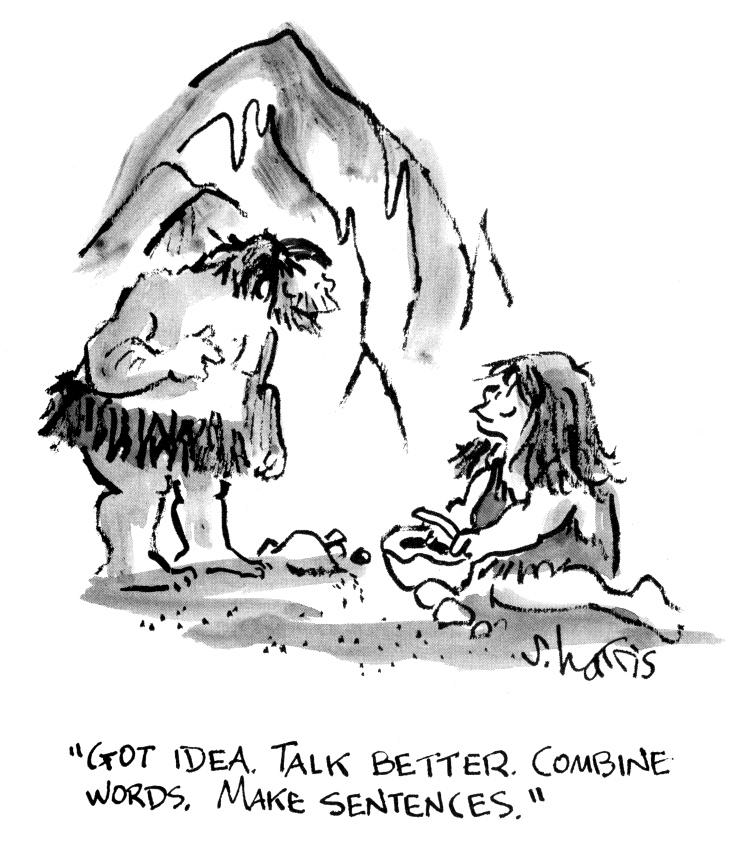 S. Harris
"GOT IDEA. TALK BETTER. COMBINE
WORDS. MAKE SENTENCES."